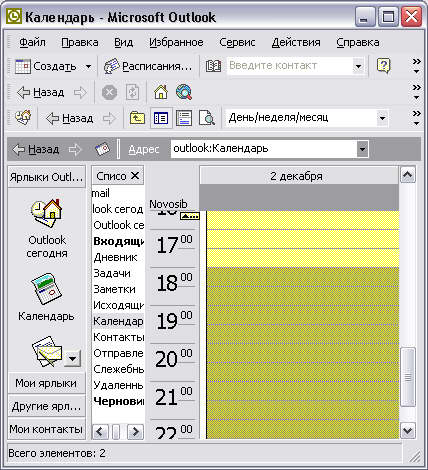 Календарь - Microsoft Outlook
Файл Правка Вид Избранное Сервис Действия Справка
Создать Расписания... Введите контакт
Назад
Назад День/неделя/месяц
Назад Адрес outlook:Календарь
Ярлыки Outl...
Outlook
сегодня
Календарь
Мои ярлыки
Другие ярл...
Мои контакты
Списо
mail
look сегод
Outlook се
Входящи
Дневник
Задачи
Заметки
Исходящи
Календар
Контакты
Отправле
Слежебны
Удаленны
Чернови
2 декабря
Novosib
17 00
18 00
19 00
20 00
21 00
22 00
Всего элементов: 2